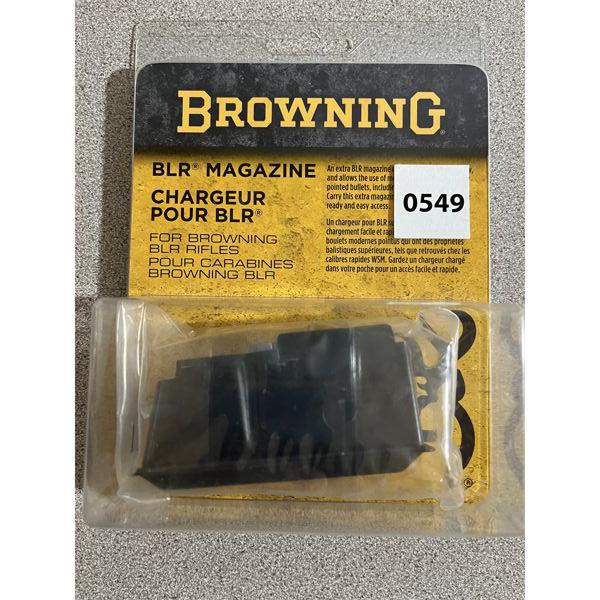 BROWNING®
BLR® MAGAZINE
CHARGEUR
POUR BLR®
FOR BROWNING
BLR RIFLES
POUR CARABINES
BROWNING BLR
An extra BLR magazine
and allows the use of
pointed bullets,
Carry this extra
ready and easy access.
0549
Un chargeur pour BLR
chargement facile et
boulets modernes pointus qui ont des propriétés
balistiques supérieures, tels que retrouvés chez les
calibres rapides WSM. Gardez un chargeur chargé
dans votre poche pour un accès facile et rapide.
®